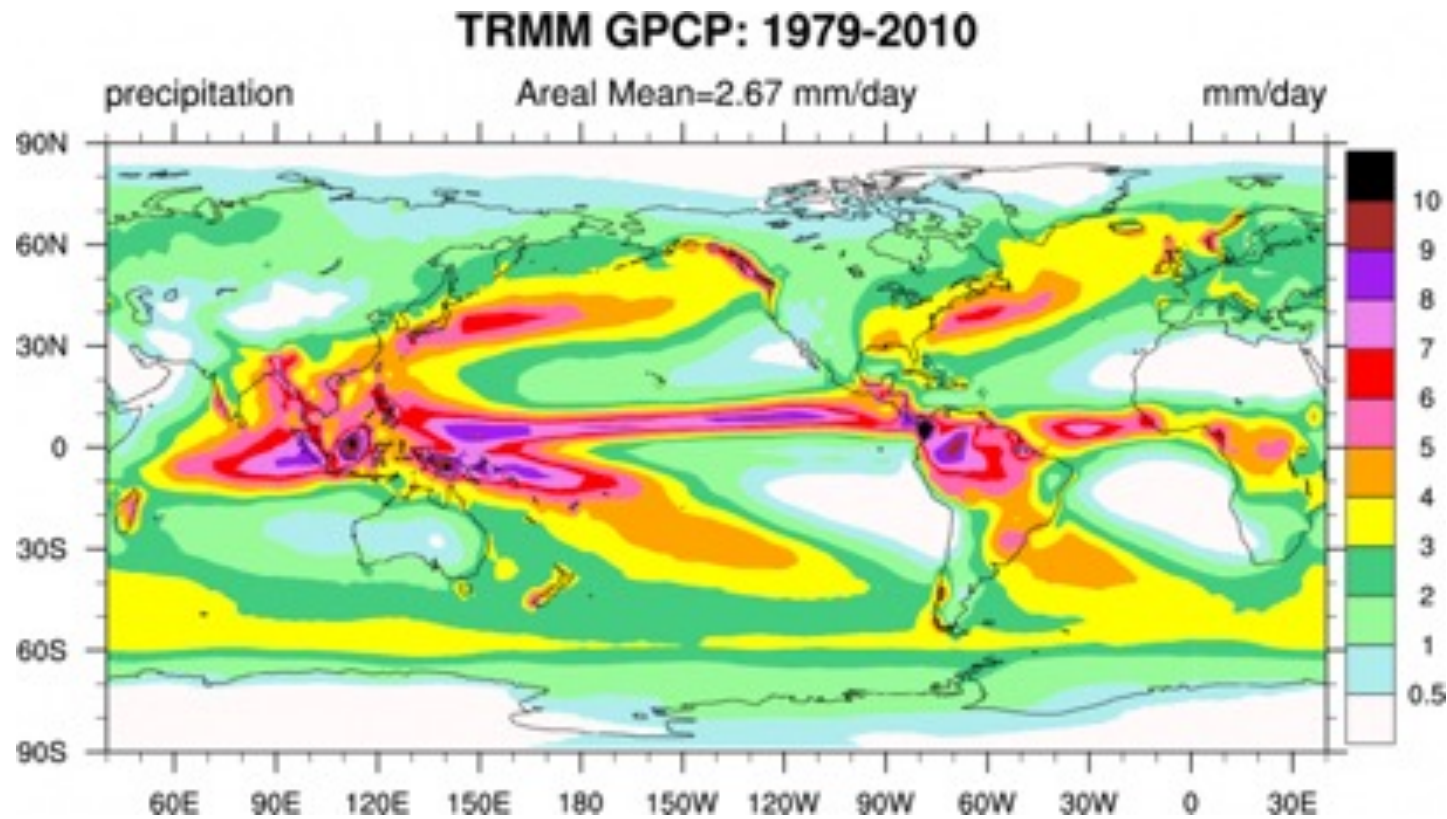 TRMM GPCP: 1979-2010
precipitation Areal Mean=2.67 mm/day mm/day
90N
60N
30N
0
30S
60S
90S
60E 90E 120E 150E 180 150W 120W 90W 60W 30W 0 30E
10
9
8
7
6
5
4
3
2
1
0.5